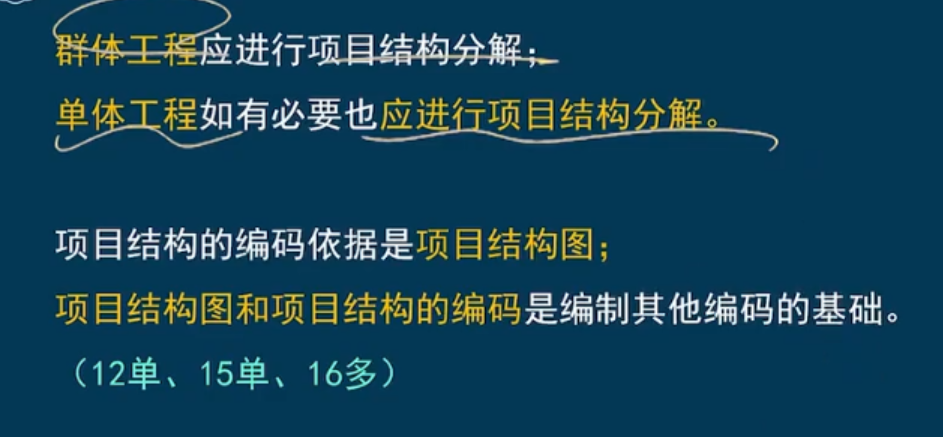 群体工程应进行项目结构分解；
单体工程如有必要也应进行项目结构分解。
项目结构的编码依据是项目结构图；
项目结构图和项目结构的编码是编制其他编码的基础。
（12单、15单、16多）